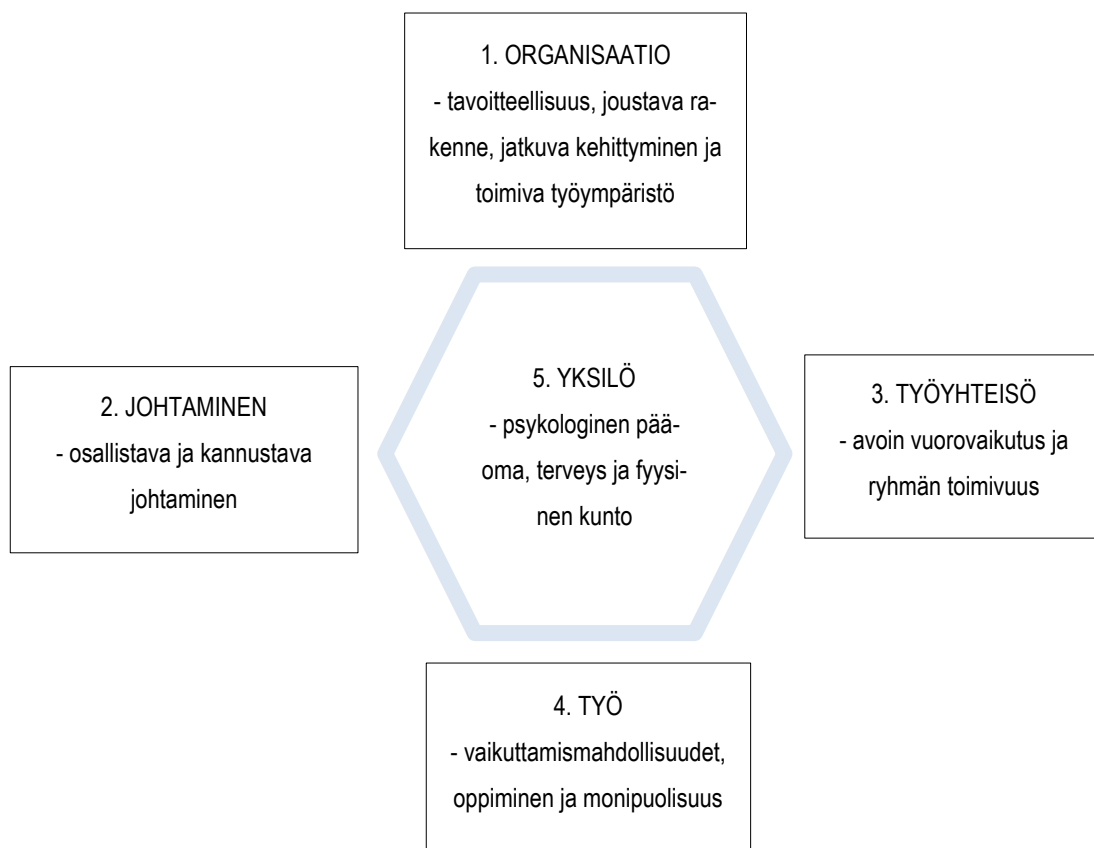 1. ORGANISAATIO
- tavoitteellisuus, joustava ra-
kenne, jatkuva kehittyminen ja
toimiva työympäristö
2. JOHTAMINEN
- osallistava ja kannustava
johtaminen
5. YKSILÖ
- psykologinen pää-
oma, terveys ja fyysi-
nen kunto
3. TYÖYHTEISÖ
- avoin vuorovaikutus ja
ryhmän toimivuus
4. TYÖ
- vaikuttamismahdollisuudet,
oppiminen ja monipuolisuus